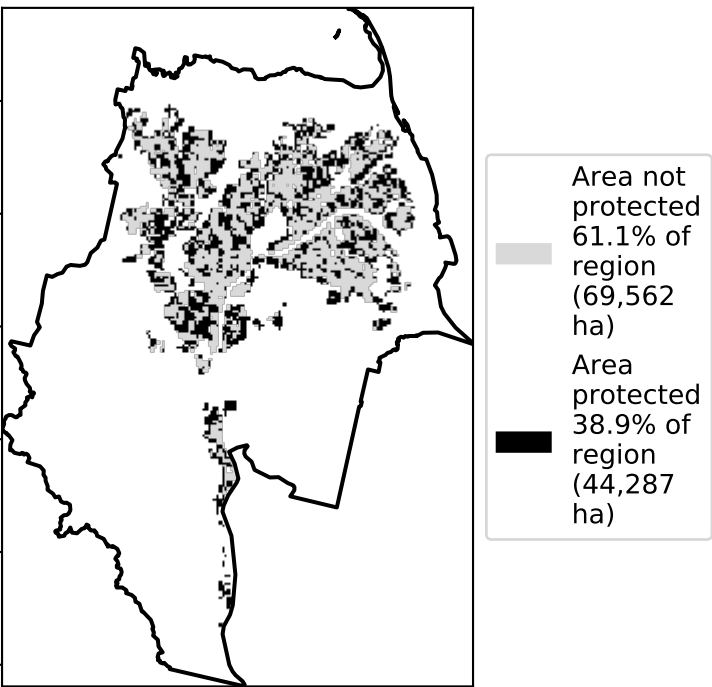 Area not
protected
61.1% of
region
(69,562
ha)
Area
protected
38.9% of
region
(44,287
ha)